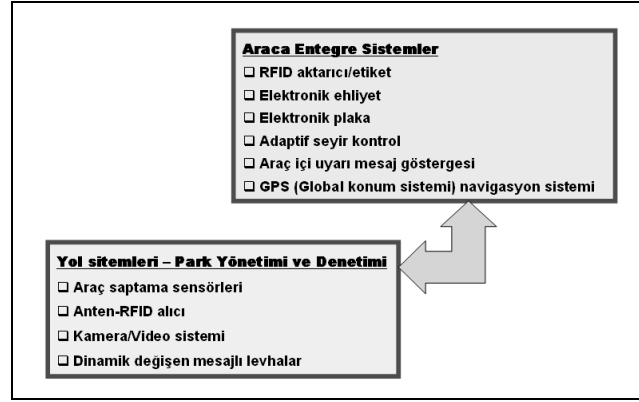 Araca Entegre Sistemler
❑ RFID aktarıcı/etiket
❑ Elektronik ehliyet
❑ Elektronik plaka
❑ Adaptif seyir kontrol
❑ Araç içi uyarı mesaj göstergesi
❑ GPS (Global konum sistemi) navigasyon sistemi
Yol sitemleri – Park Yönetimi ve Denetimi
❑ Araç saptama sensörleri
❑ Anten-RFID alıcı
❑ Kamera/Video sistemi
❑ Dinamik değişen mesajlı levhalar